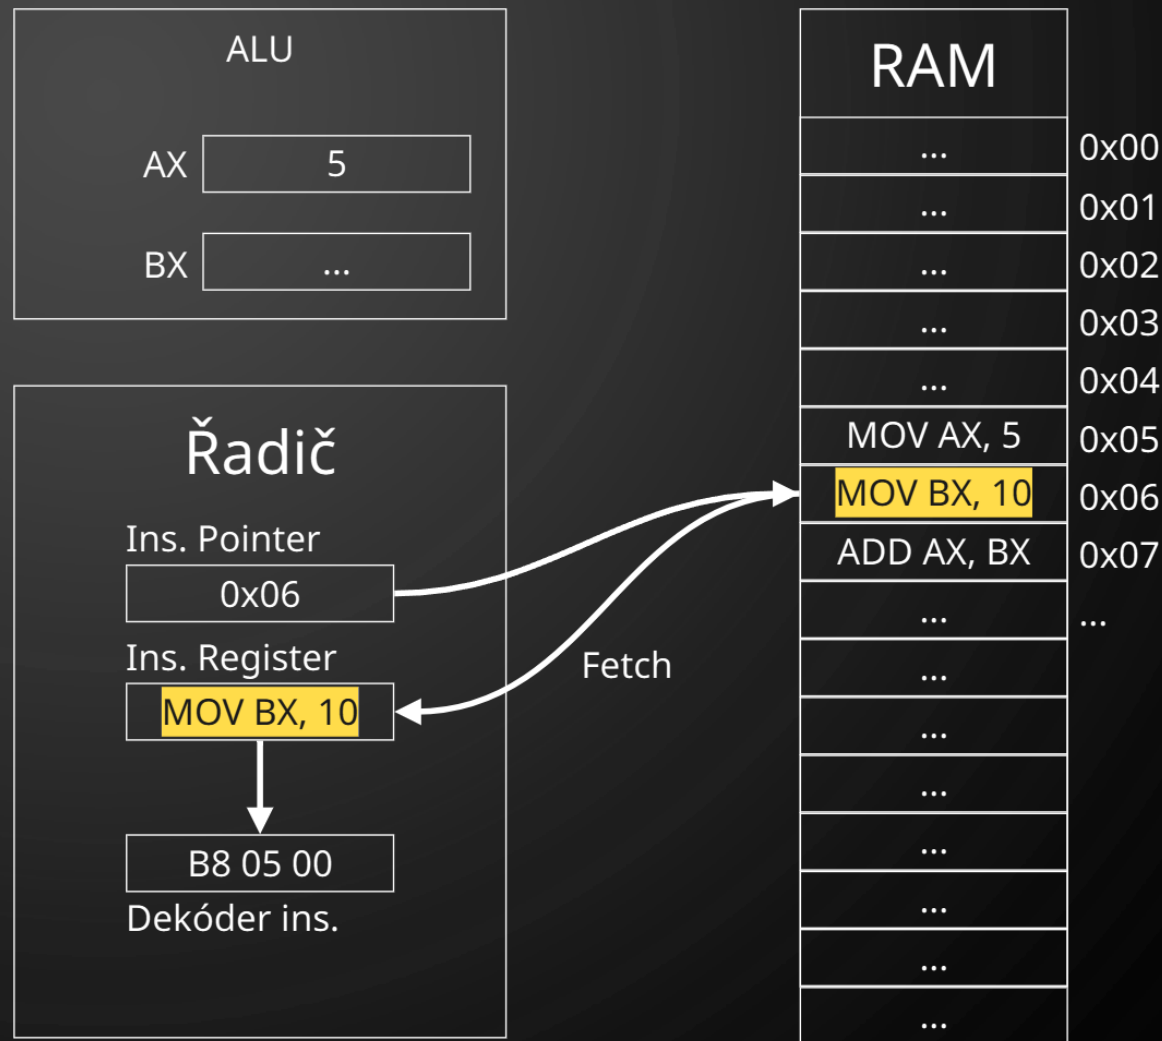 ALU
AX 5
BX ...
Řadič
Ins. Pointer
0x06
Ins. Register
MOV BX, 10
B8 05 00
Dekóder ins.
Fetch
RAM
... 0x00
... 0x01
... 0x02
... 0x03
... 0x04
MOV AX, 5 0x05
MOV BX, 10 0x06
ADD AX, BX 0x07
... ...
...
...
...
...
...
...
...